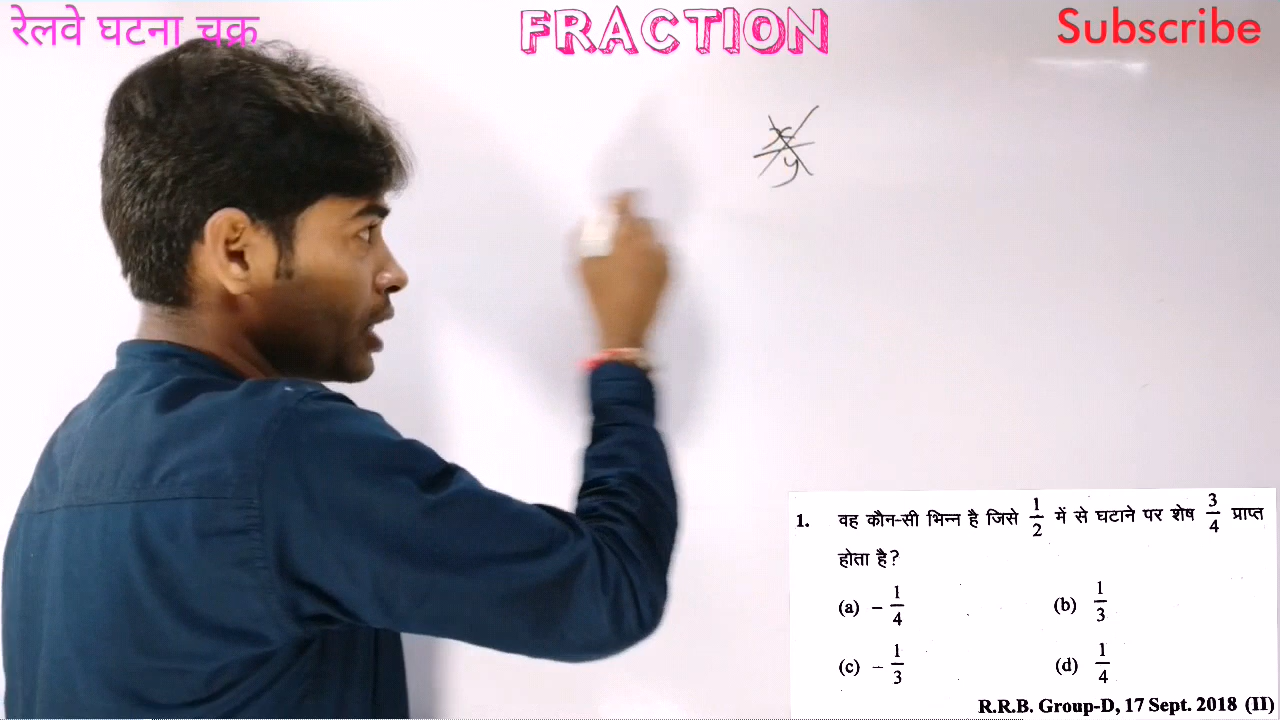 रेलवे घटना चक्र
FRACTION
Subscribe
x
y
1. वह कौन-सी भिन्न है जिसे 1/2 में से घटाने पर शेष 3/4 प्राप्त
होता है?
(a) - 1/4 (b) 1/3
(c) - 1/3 (d) 1/4
R.R.B. Group-D, 17 Sept. 2018 (II)